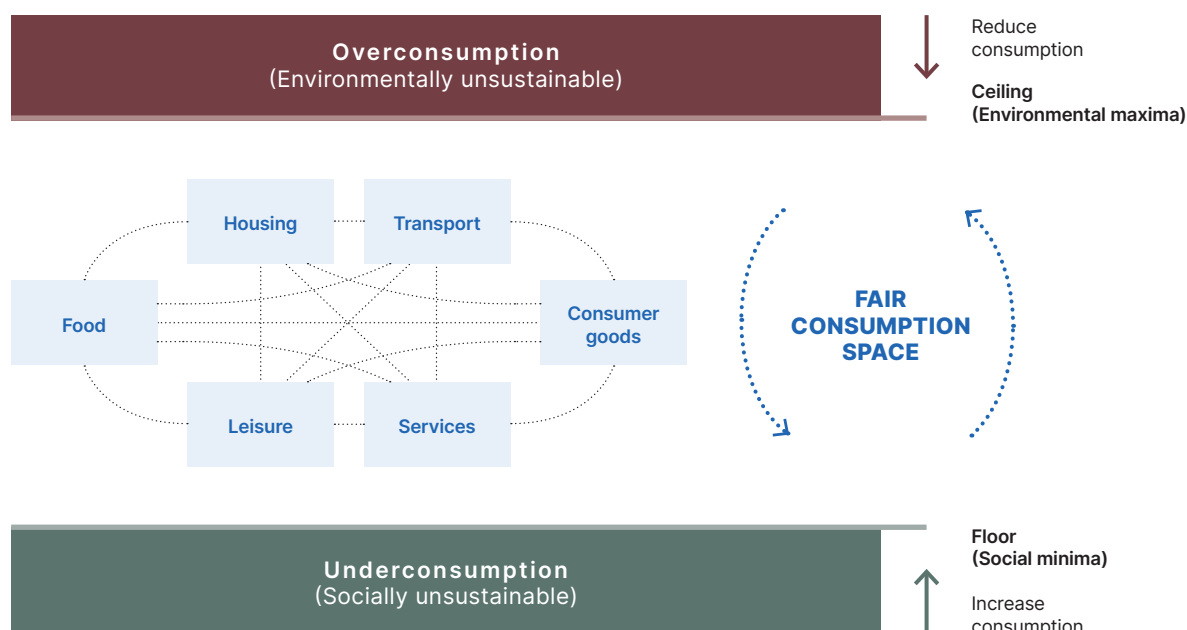 Overconsumption
(Environmentally unsustainable)
Reduce
consumption
Ceiling
(Environmental maxima)
Housing
Transport
Food
Consumer
goods
Leisure
Services
FAIR
CONSUMPTION
SPACE
Floor
(Social minima)
Underconsumption
(Socially unsustainable)
Increase
consumption